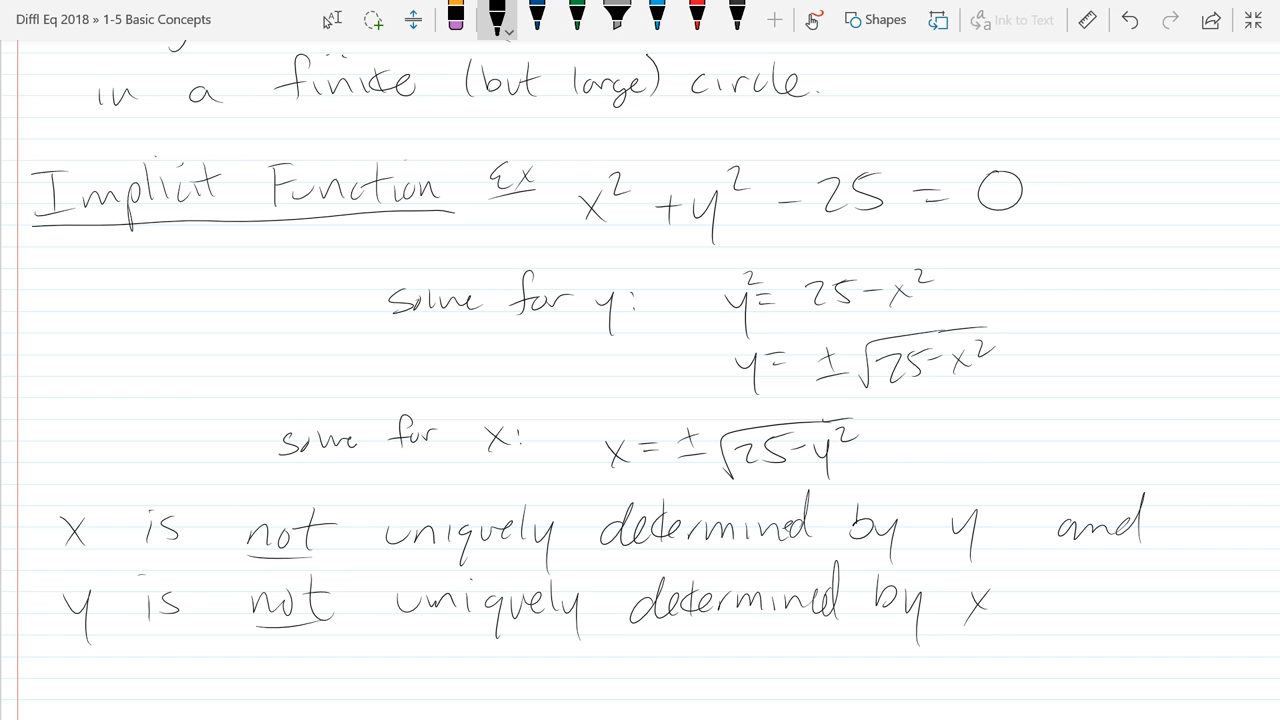 Diffl Eq 2018 » 1-5 Basic Concepts
Shapes
Ink to Text
in a finite (but large) circle.
Implicit Function Ex x² + y² - 25 = 0
solve for y: y² = 25 - x²
y = ± √(25 - x²)
solve for x: x = ± √(25 - y²)
x is not uniquely determined by y and
y is not uniquely determined by x